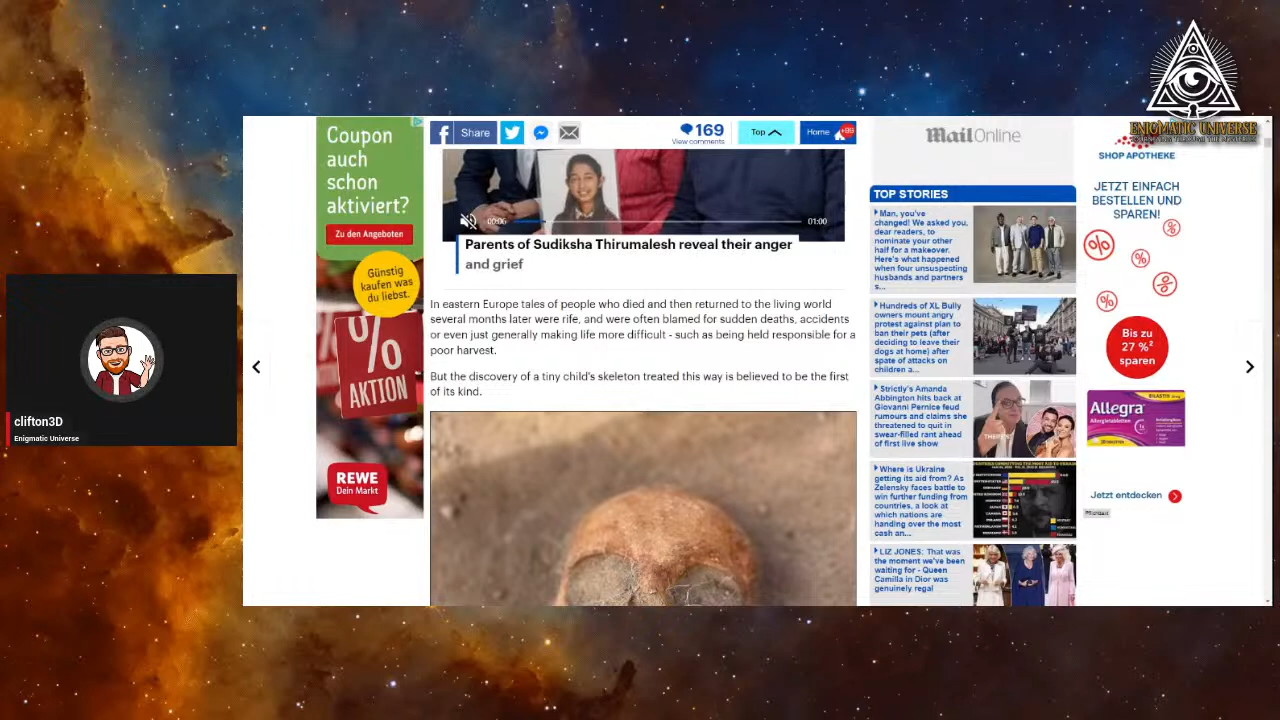 ENIGMATIC UNIVERSE
clifton3D
Enigmatic Universe
Coupon
auch
schon
aktiviert?
Zu den Angeboten
Günstig
kaufen was
du liebst.
%
AKTION
REWE
Dein Markt
Share
169
View comments
Top
Home
+99
00:06
01:00
Parents of Sudiksha Thirumalesh reveal their anger
and grief
In eastern Europe tales of people who died and then returned to the living world
several months later were rife, and were often blamed for sudden deaths, accidents
or even just generally making life more difficult - such as being held responsible for a
poor harvest.
But the discovery of a tiny child's skeleton treated this way is believed to be the first
of its kind.
MailOnline
TOP STORIES
Man, you've
changed! We asked you,
dear readers, to
nominate your other
half for a makeover.
Here's what happened
when four unsuspecting
husbands and partners
s...
Hundreds of XL Bully
owners mount angry
protest against plan to
ban their pets (after
deciding to leave their
dogs at home) after
spate of attacks on
children a...
Strictly's Amanda
Abbington hits back at
Giovanni Pernice feud
rumours and claims she
threatened to quit in
swear-filled rant ahead
of first live show
Where is Ukraine
getting its aid from? As
Zelensky faces battle to
win further funding from
countries, a look at
which nations are
handing over the most
cash an...
LIZ JONES: That was
the moment we've been
waiting for - Queen
Camilla in Dior was
genuinely regal
SHOP APOTHEKE
JETZT EINFACH
BESTELLEN UND
SPAREN!
%
%
%
%
%
Bis zu
27 %²
sparen
Allegra
Jetzt entdecken